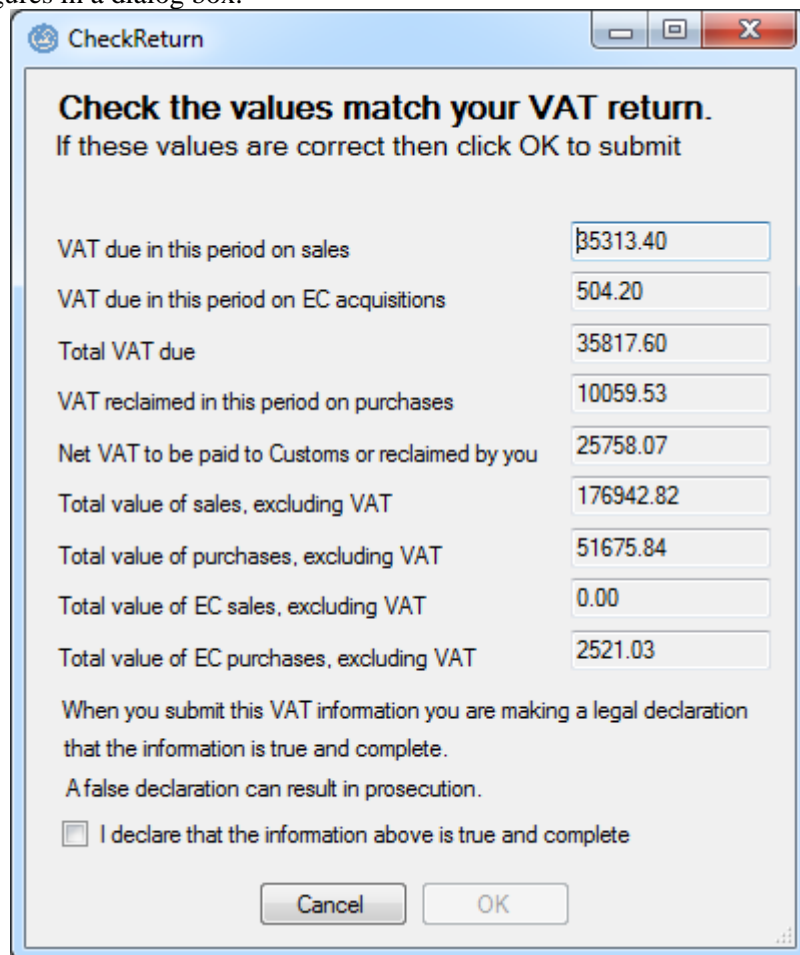 gures in a dialog box.
CheckReturn
Check the values match your VAT return.
If these values are correct then click OK to submit
VAT due in this period on sales 35313.40
VAT due in this period on EC acquisitions 504.20
Total VAT due 35817.60
VAT reclaimed in this period on purchases 10059.53
Net VAT to be paid to Customs or reclaimed by you 25758.07
Total value of sales, excluding VAT 176942.82
Total value of purchases, excluding VAT 51675.84
Total value of EC sales, excluding VAT 0.00
Total value of EC purchases, excluding VAT 2521.03
When you submit this VAT information you are making a legal declaration
that the information is true and complete.
A false declaration can result in prosecution.
I declare that the information above is true and complete
Cancel OK